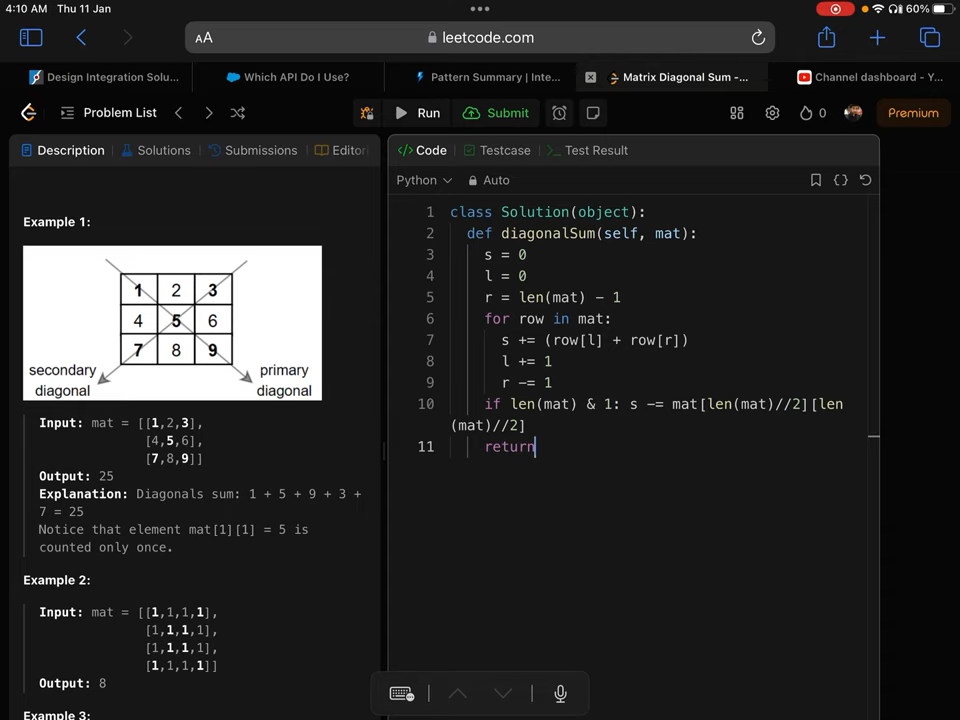 4:10 AM Thu 11 Jan
60%
AA
leetcode.com
Design Integration Solu...
Which API Do I Use?
Pattern Summary | Inte...
Matrix Diagonal Sum -...
Channel dashboard - Y...
Problem List
Run
Submit
0
Premium
Description
Solutions
Submissions
Editor
</> Code
Testcase
>_ Test Result
Python
Auto
Example 1:
1 2 3
4 5 6
7 8 9
secondary
diagonal
primary
diagonal
Input: mat = [[1,2,3],
[4,5,6],
[7,8,9]]
Output: 25
Explanation: Diagonals sum: 1 + 5 + 9 + 3 +
7 = 25
Notice that element mat[1][1] = 5 is
counted only once.
Example 2:
Input: mat = [[1,1,1,1],
[1,1,1,1],
[1,1,1,1],
[1,1,1,1]]
Output: 8
Example 3:
1 class Solution(object):
2 def diagonalSum(self, mat):
3 s = 0
4 l = 0
5 r = len(mat) - 1
6 for row in mat:
7 s += (row[l] + row[r])
8 l += 1
9 r -= 1
10 if len(mat) & 1: s -= mat[len(mat)//2][len
(mat)//2]
11 return